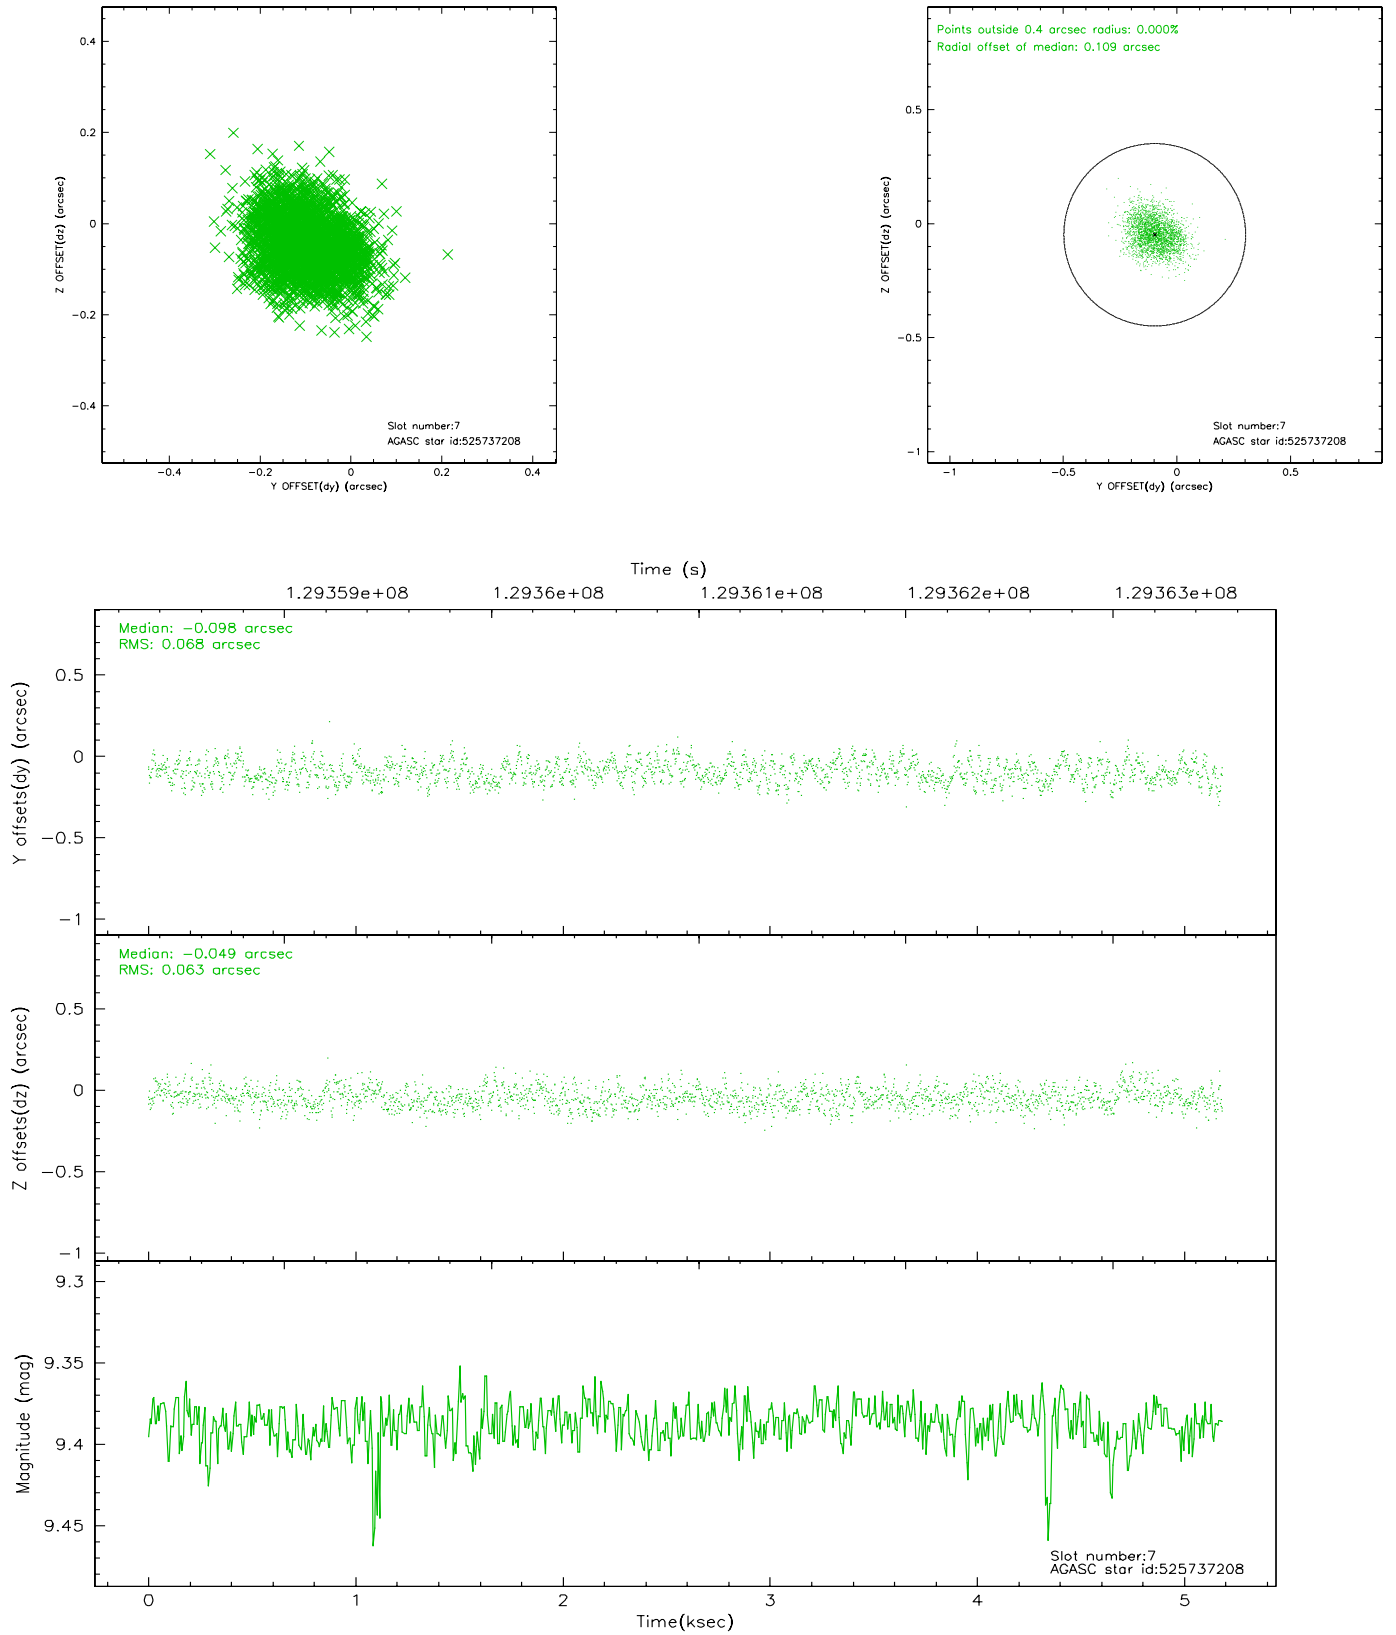 0.4
0.2
0
−0.2
−0.4
Z OFFSET(dz) (arcsec)
Slot number:7
AGASC star id:525737208
−0.4
−0.2
0
0.2
0.4
Y OFFSET(dy) (arcsec)
Points outside 0.4 arcsec radius: 0.000%
Radial offset of median: 0.109 arcsec
0.5
0
−0.5
−1
Z OFFSET(dz) (arcsec)
Slot number:7
AGASC star id:525737208
−1
−0.5
0
0.5
Y OFFSET(dy) (arcsec)
Time (s)
1.29359e+08
1.2936e+08
1.29361e+08
1.29362e+08
1.29363e+08
Median: −0.098 arcsec
RMS: 0.068 arcsec
0.5
0
−0.5
−1
Y offsets(dy) (arcsec)
Median: −0.049 arcsec
RMS: 0.063 arcsec
0.5
0
−0.5
−1
Z offsets(dz) (arcsec)
9.3
9.35
9.4
9.45
Magnitude (mag)
Slot number:7
AGASC star id:525737208
0
1
2
3
4
5
Time(ksec)